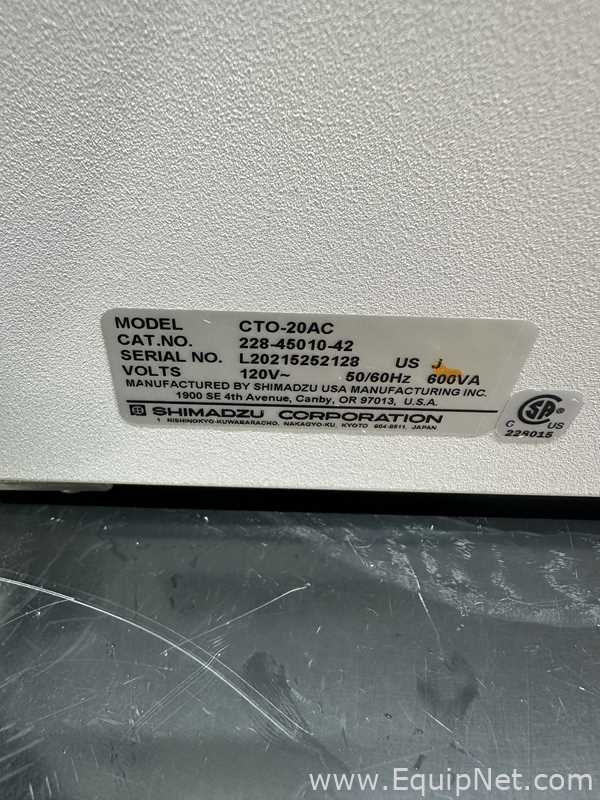 MODEL CTO-20AC
CAT.NO. 228-45010-42
SERIAL NO. L20215252128 US
VOLTS 120V~ 50/60Hz 600VA
MANUFACTURED BY SHIMADZU USA MANUFACTURING INC.
1900 SE 4th Avenue, Canby, OR 97013, U.S.A.
SHIMADZU CORPORATION
1, NISHINOKYO-KUWABARACHO, NAKAGYO-KU, KYOTO 604-8511, JAPAN
C US
228015
www.EquipNet.com